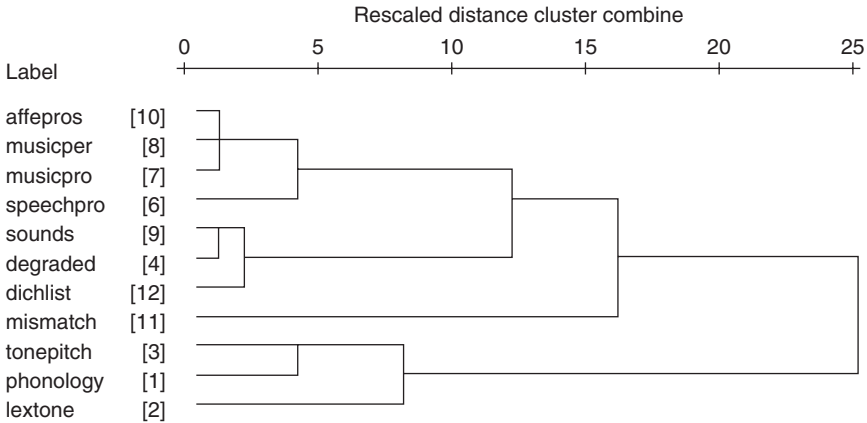 Rescaled distance cluster combine
0 5 10 15 20 25
Label
affepros [10]
musicper [8]
musicpro [7]
speechpro [6]
sounds [9]
degraded [4]
dichlist [12]
mismatch [11]
tonepitch [3]
phonology [1]
lextone [2]